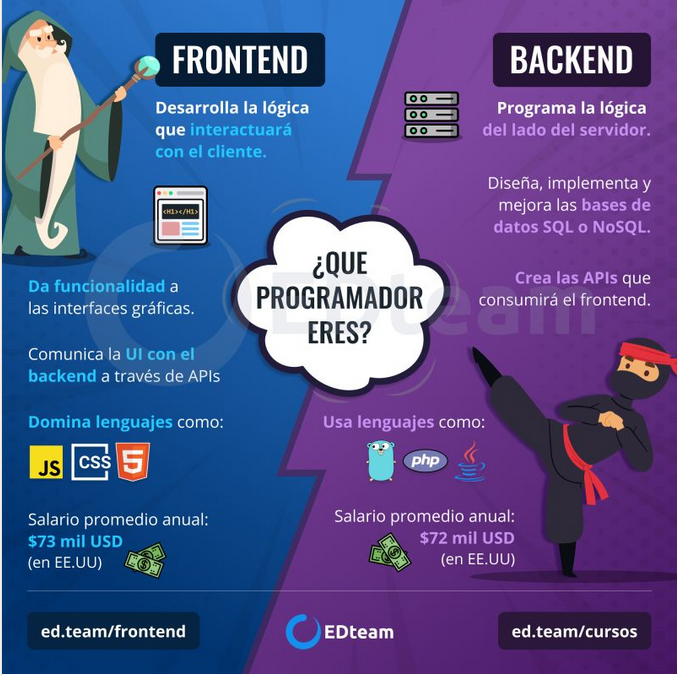 FRONTEND
Desarrolla la lógica
que interactuará
con el cliente.
<H1></H1>
Da funcionalidad a
las interfaces gráficas.
Comunica la UI con el
backend a través de APIs
Domina lenguajes como:
JS
CSS
5
Salario promedio anual:
$73 mil USD
(en EE.UU)
ed.team/frontend
¿QUE
PROGRAMADOR
ERES?
EDteam
BACKEND
Programa la lógica
del lado del servidor.
Diseña, implementa y
mejora las bases de
datos SQL o NoSQL.
Crea las APIs que
consumirá el frontend.
Usa lenguajes como:
php
Salario promedio anual:
$72 mil USD
(en EE.UU)
EDteam
ed.team/cursos